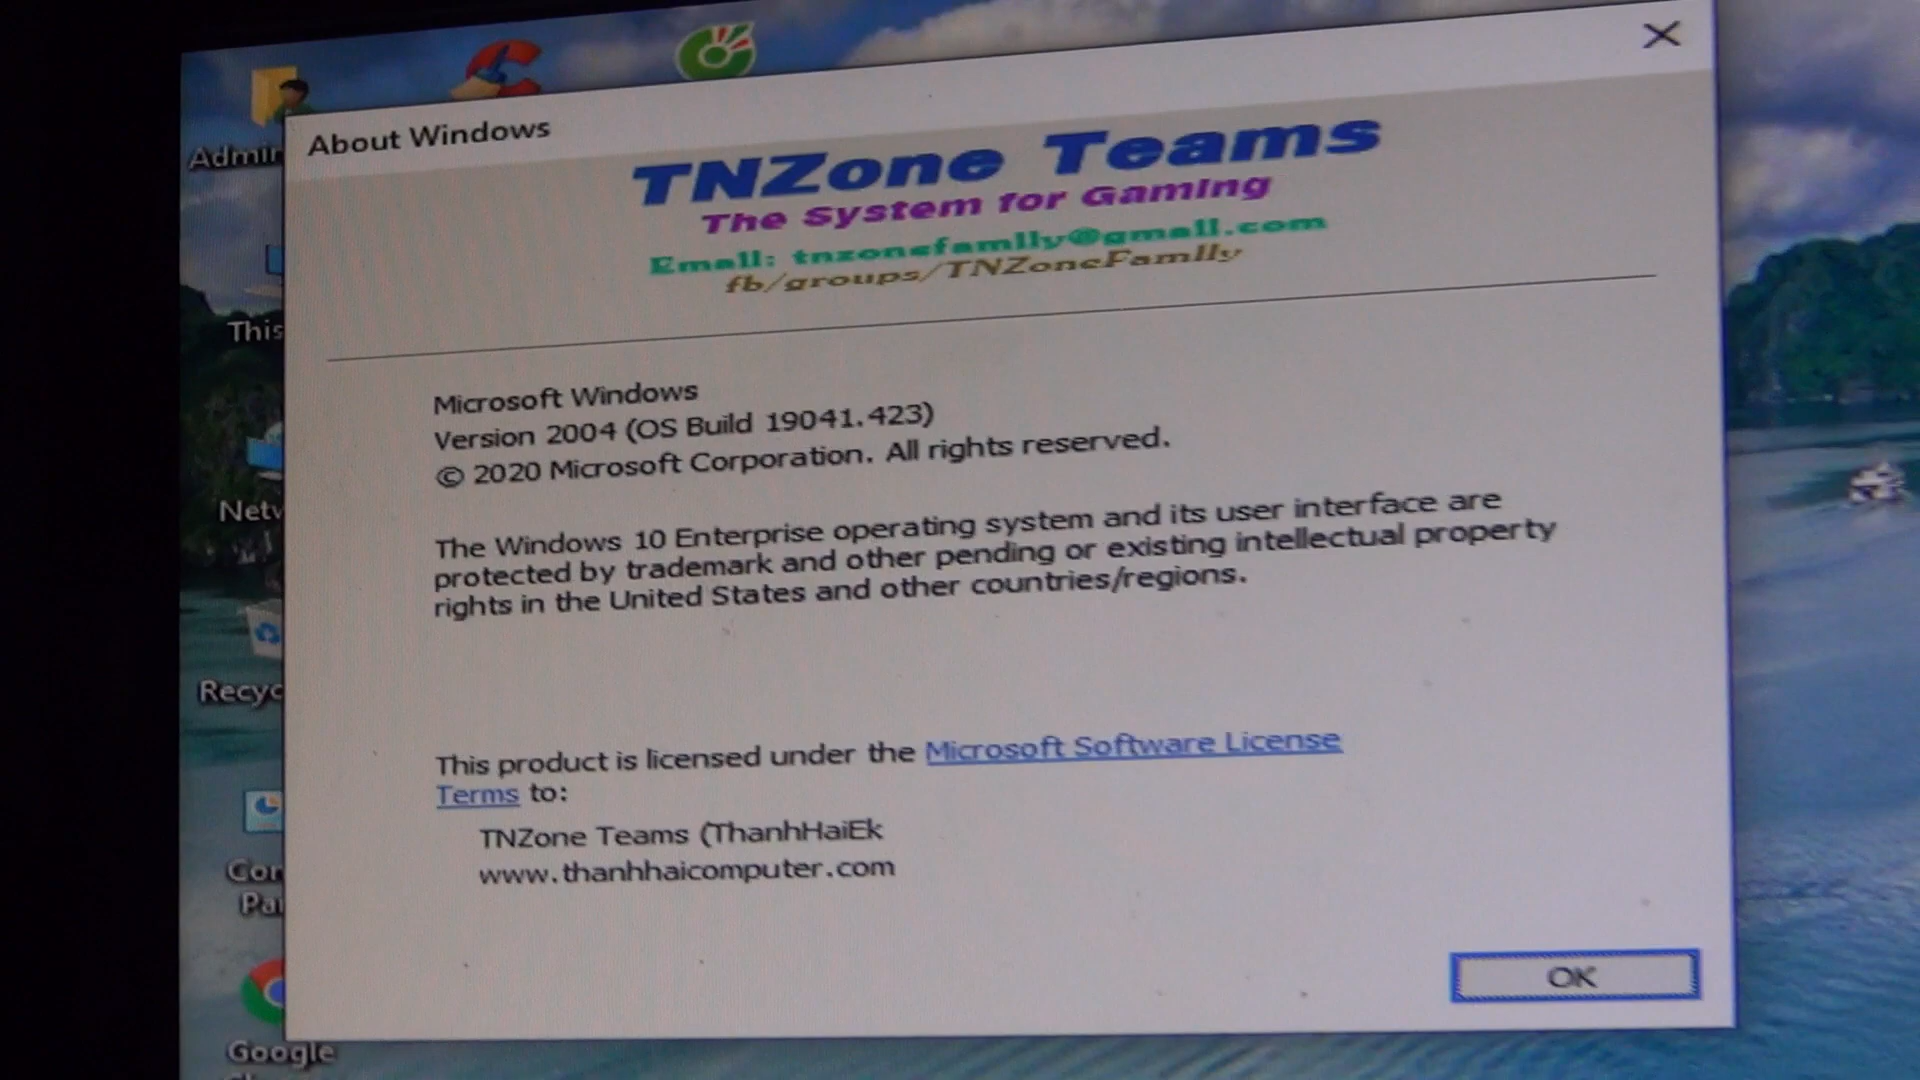 About Windows
TNZone Teams
The System for Gaming
Email: tnzonefamily@gmail.com
fb/groups/TNZoneFamily
Microsoft Windows
Version 2004 (OS Build 19041.423)
© 2020 Microsoft Corporation. All rights reserved.
The Windows 10 Enterprise operating system and its user interface are
protected by trademark and other pending or existing intellectual property
rights in the United States and other countries/regions.
This product is licensed under the Microsoft Software License
Terms to:
TNZone Teams (ThanhHaiEk
www.thanhhaicomputer.com
OK
Admin
This
Netw
Recyc
Con
Pan
Google